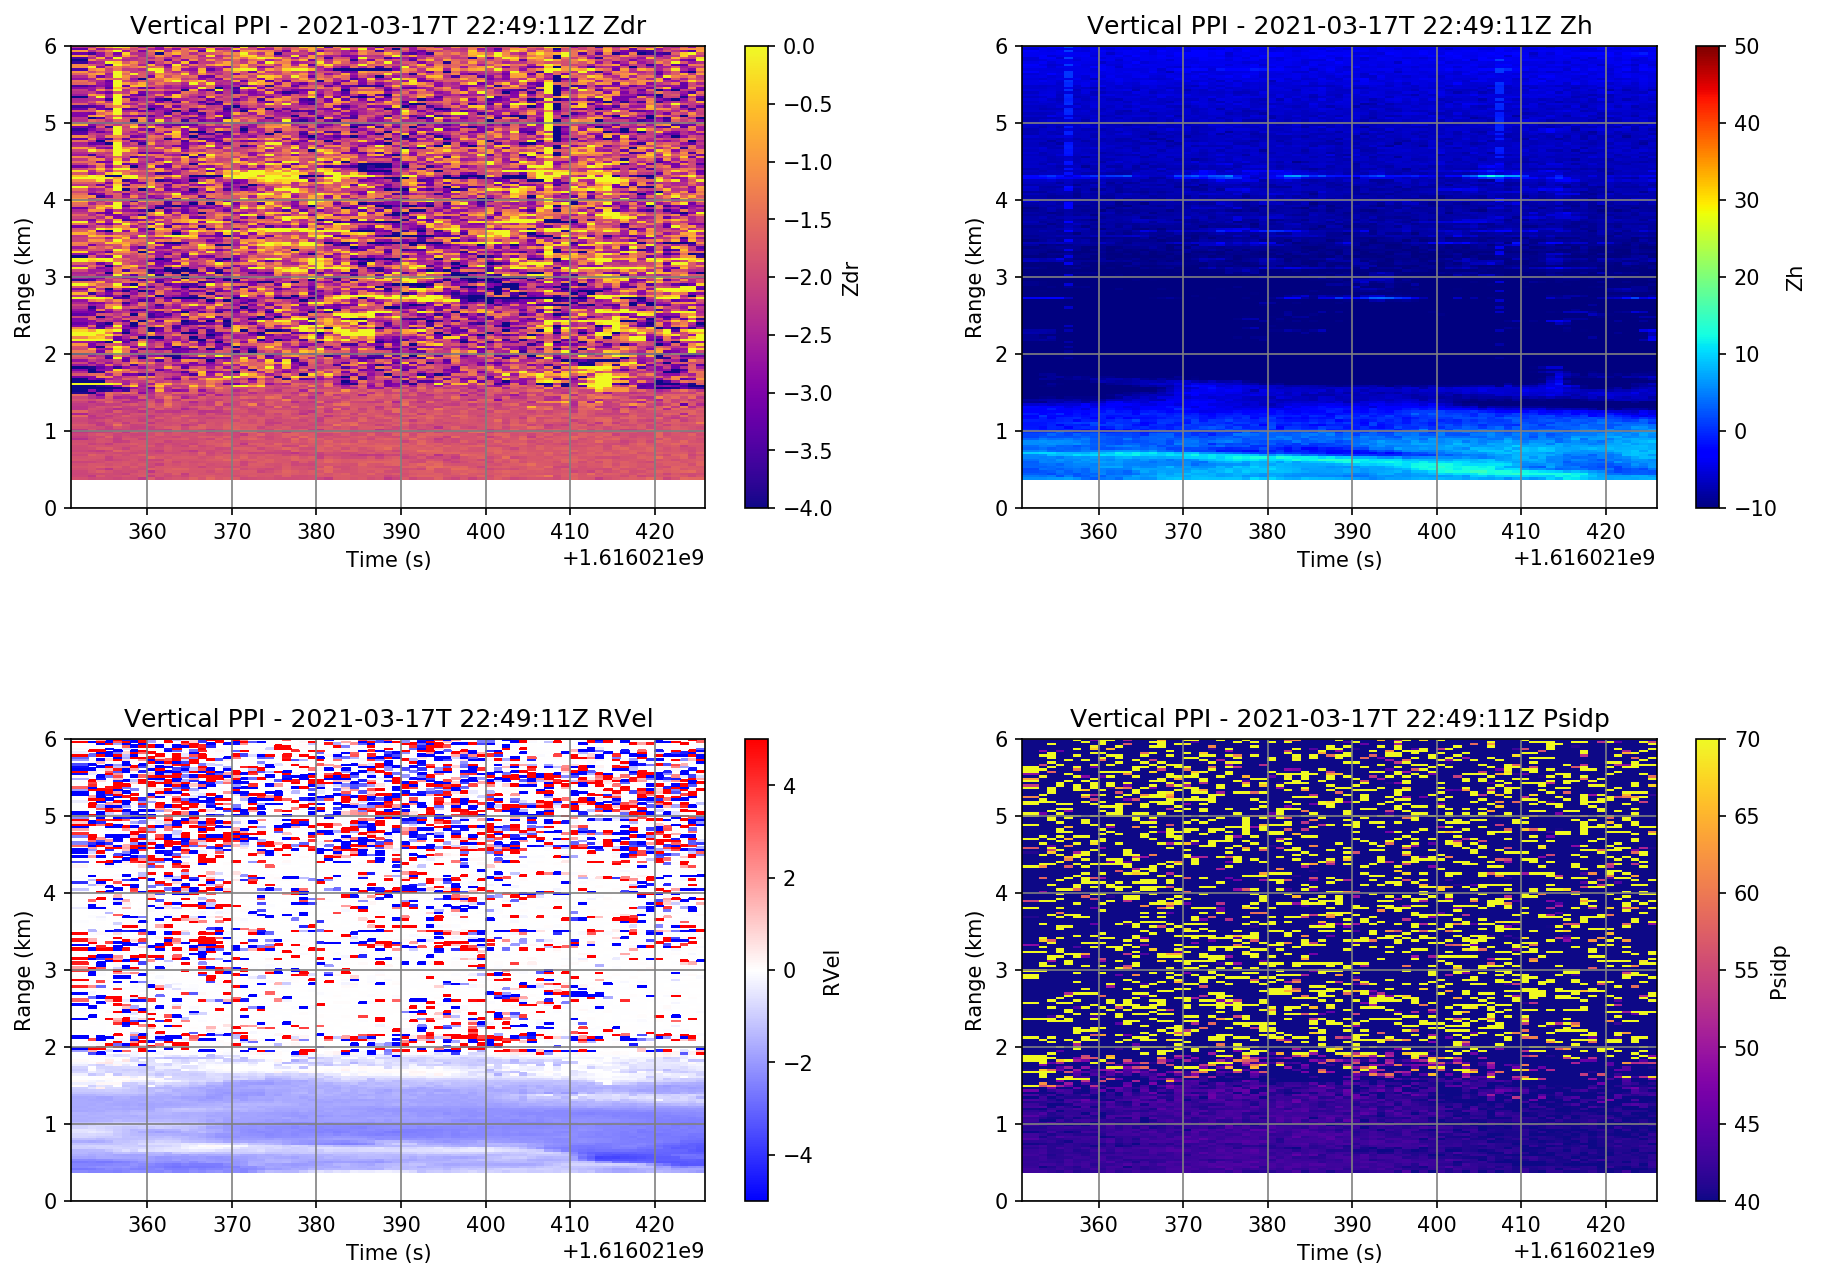 Vertical PPI - 2021-03-17T 22:49:11Z Zdr
6
5
4
3
2
1
0
Range (km)
360 370 380 390 400 410 420
Time (s)
+1.616021e9
0.0
−0.5
−1.0
−1.5
−2.0
−2.5
−3.0
−3.5
−4.0
Zdr
Vertical PPI - 2021-03-17T 22:49:11Z Zh
6
5
4
3
2
1
0
Range (km)
360 370 380 390 400 410 420
Time (s)
+1.616021e9
50
40
30
20
10
0
−10
Zh
Vertical PPI - 2021-03-17T 22:49:11Z RVel
6
5
4
3
2
1
0
Range (km)
360 370 380 390 400 410 420
Time (s)
+1.616021e9
4
2
0
−2
−4
RVel
Vertical PPI - 2021-03-17T 22:49:11Z Psidp
6
5
4
3
2
1
0
Range (km)
360 370 380 390 400 410 420
Time (s)
+1.616021e9
70
65
60
55
50
45
40
Psidp